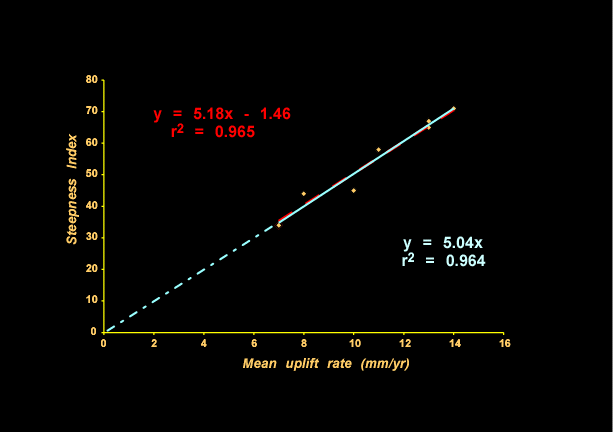 80
70
60
50
40
30
20
10
0
0 2 4 6 8 10 12 14 16
Steepness Index
Mean uplift rate (mm/yr)
y = 5.18x - 1.46
r² = 0.965
y = 5.04x
r² = 0.964